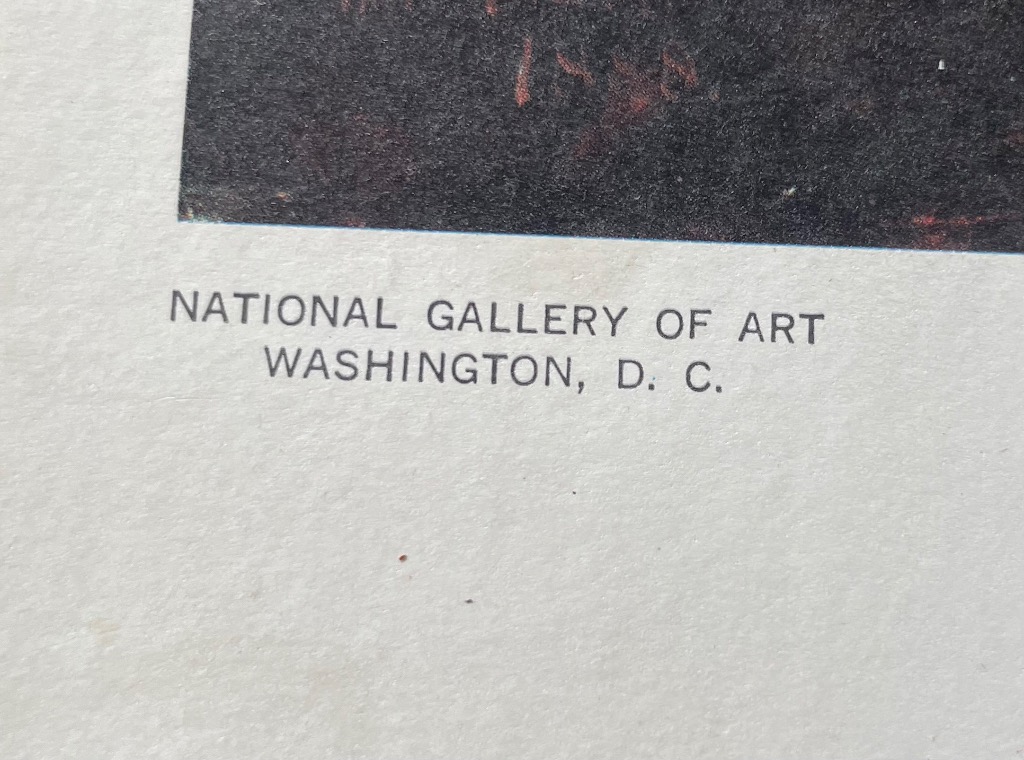 NATIONAL GALLERY OF ART
WASHINGTON, D. C.